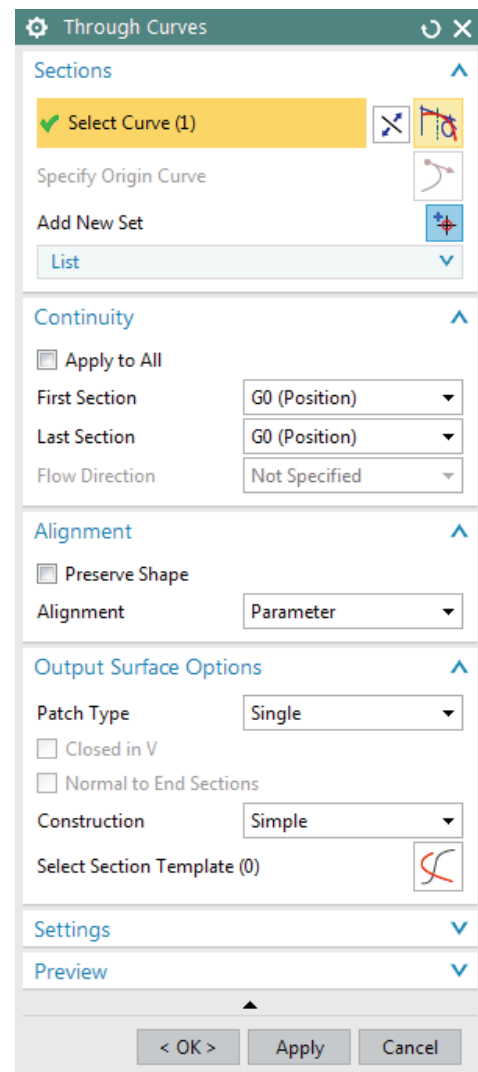 Through Curves
Sections
Select Curve (1)
Specify Origin Curve
Add New Set
List
Continuity
Apply to All
First Section G0 (Position)
Last Section G0 (Position)
Flow Direction Not Specified
Alignment
Preserve Shape
Alignment Parameter
Output Surface Options
Patch Type Single
Closed in V
Normal to End Sections
Construction Simple
Select Section Template (0)
Settings
Preview
< OK > Apply Cancel